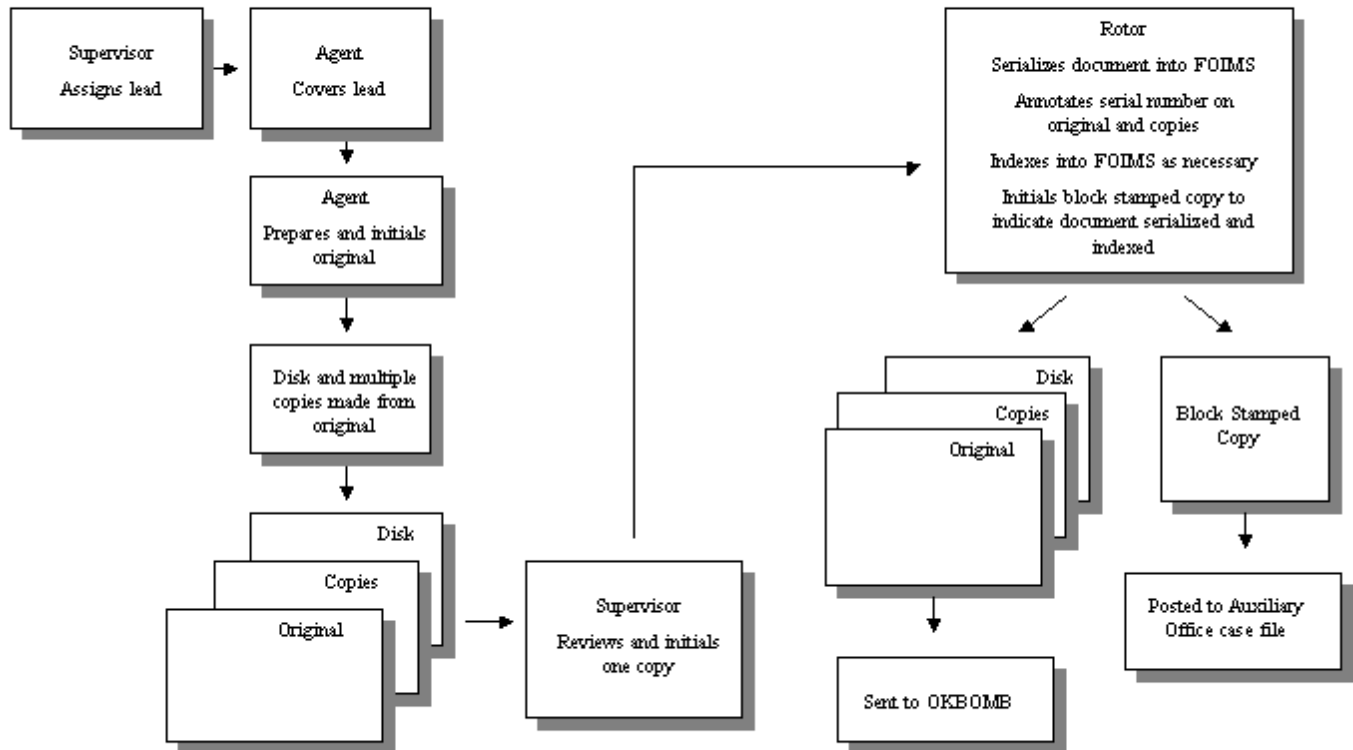 Supervisor
Assigns lead
Agent
Covers lead
Agent
Prepares and initials
original
Disk and multiple
copies made from
original
Disk
Copies
Original
Supervisor
Reviews and initials
one copy
Rotor
Serializes document into FOIMS
Annotates serial number on
original and copies
Indexes into FOIMS as necessary
Initials block stamped copy to
indicate document serialized and
indexed
Disk
Copies
Original
Sent to OKBOMB
Block Stamped
Copy
Posted to Auxiliary
Office case file